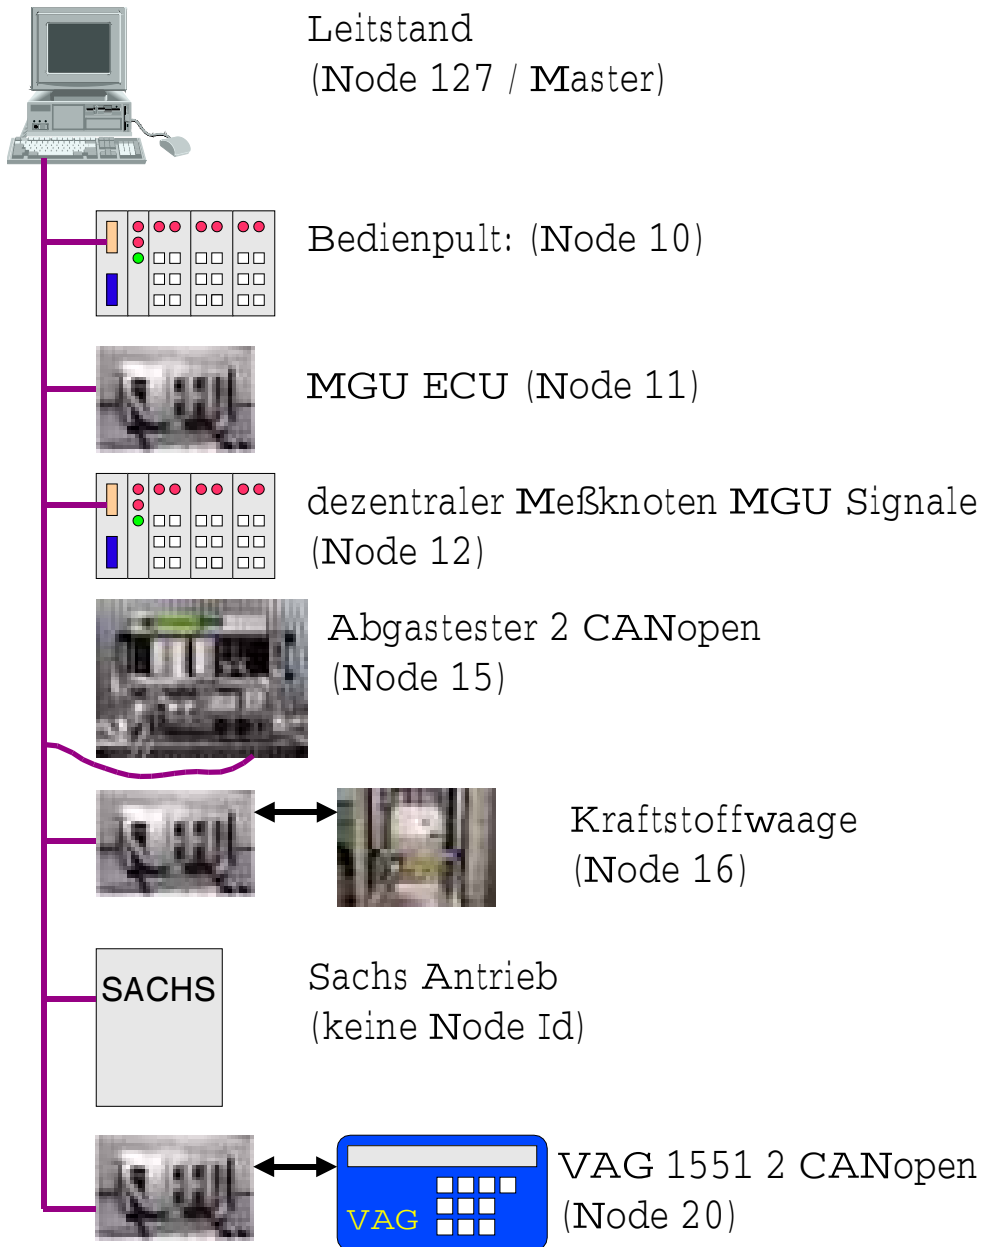 Leitstand
(Node 127 / Master)
Bedienpult: (Node 10)
MGU ECU (Node 11)
dezentraler Meßknoten MGU Signale
(Node 12)
Abgastester 2 CANopen
(Node 15)
Kraftstoffwaage
(Node 16)
SACHS
Sachs Antrieb
(keine Node Id)
VAG
VAG 1551 2 CANopen
(Node 20)